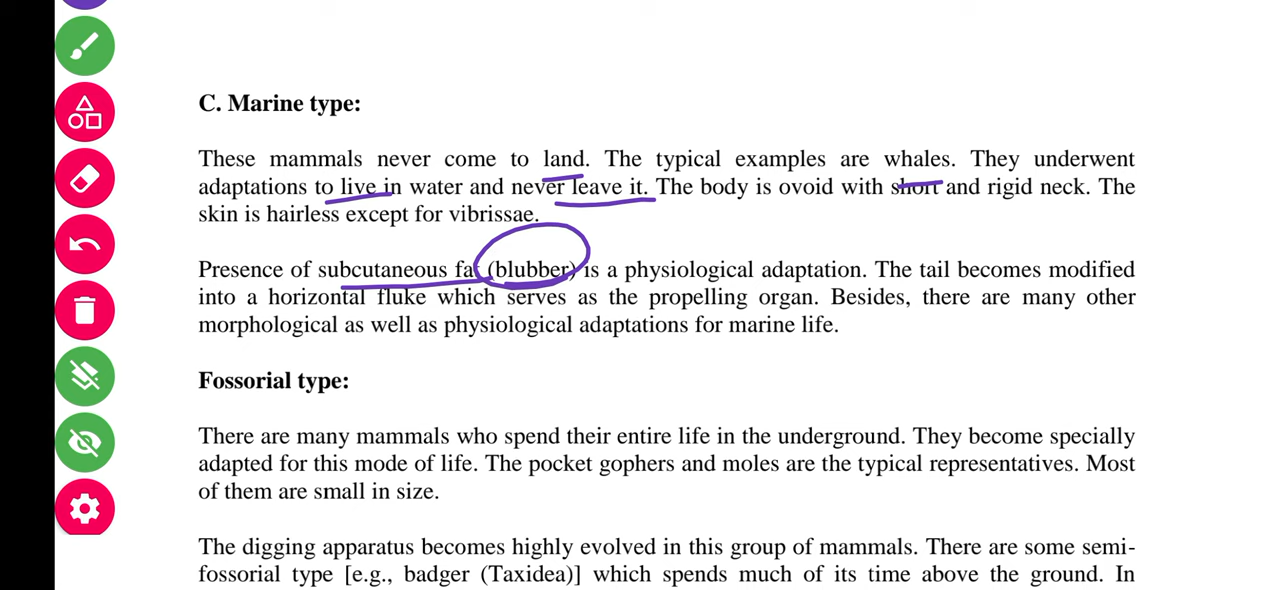 C. Marine type:
These mammals never come to land. The typical examples are whales. They underwent
adaptations to live in water and never leave it. The body is ovoid with short and rigid neck. The
skin is hairless except for vibrissae.
Presence of subcutaneous fat (blubber) is a physiological adaptation. The tail becomes modified
into a horizontal fluke which serves as the propelling organ. Besides, there are many other
morphological as well as physiological adaptations for marine life.
Fossorial type:
There are many mammals who spend their entire life in the underground. They become specially
adapted for this mode of life. The pocket gophers and moles are the typical representatives. Most
of them are small in size.
The digging apparatus becomes highly evolved in this group of mammals. There are some semi-
fossorial type [e.g., badger (Taxidea)] which spends much of its time above the ground. In